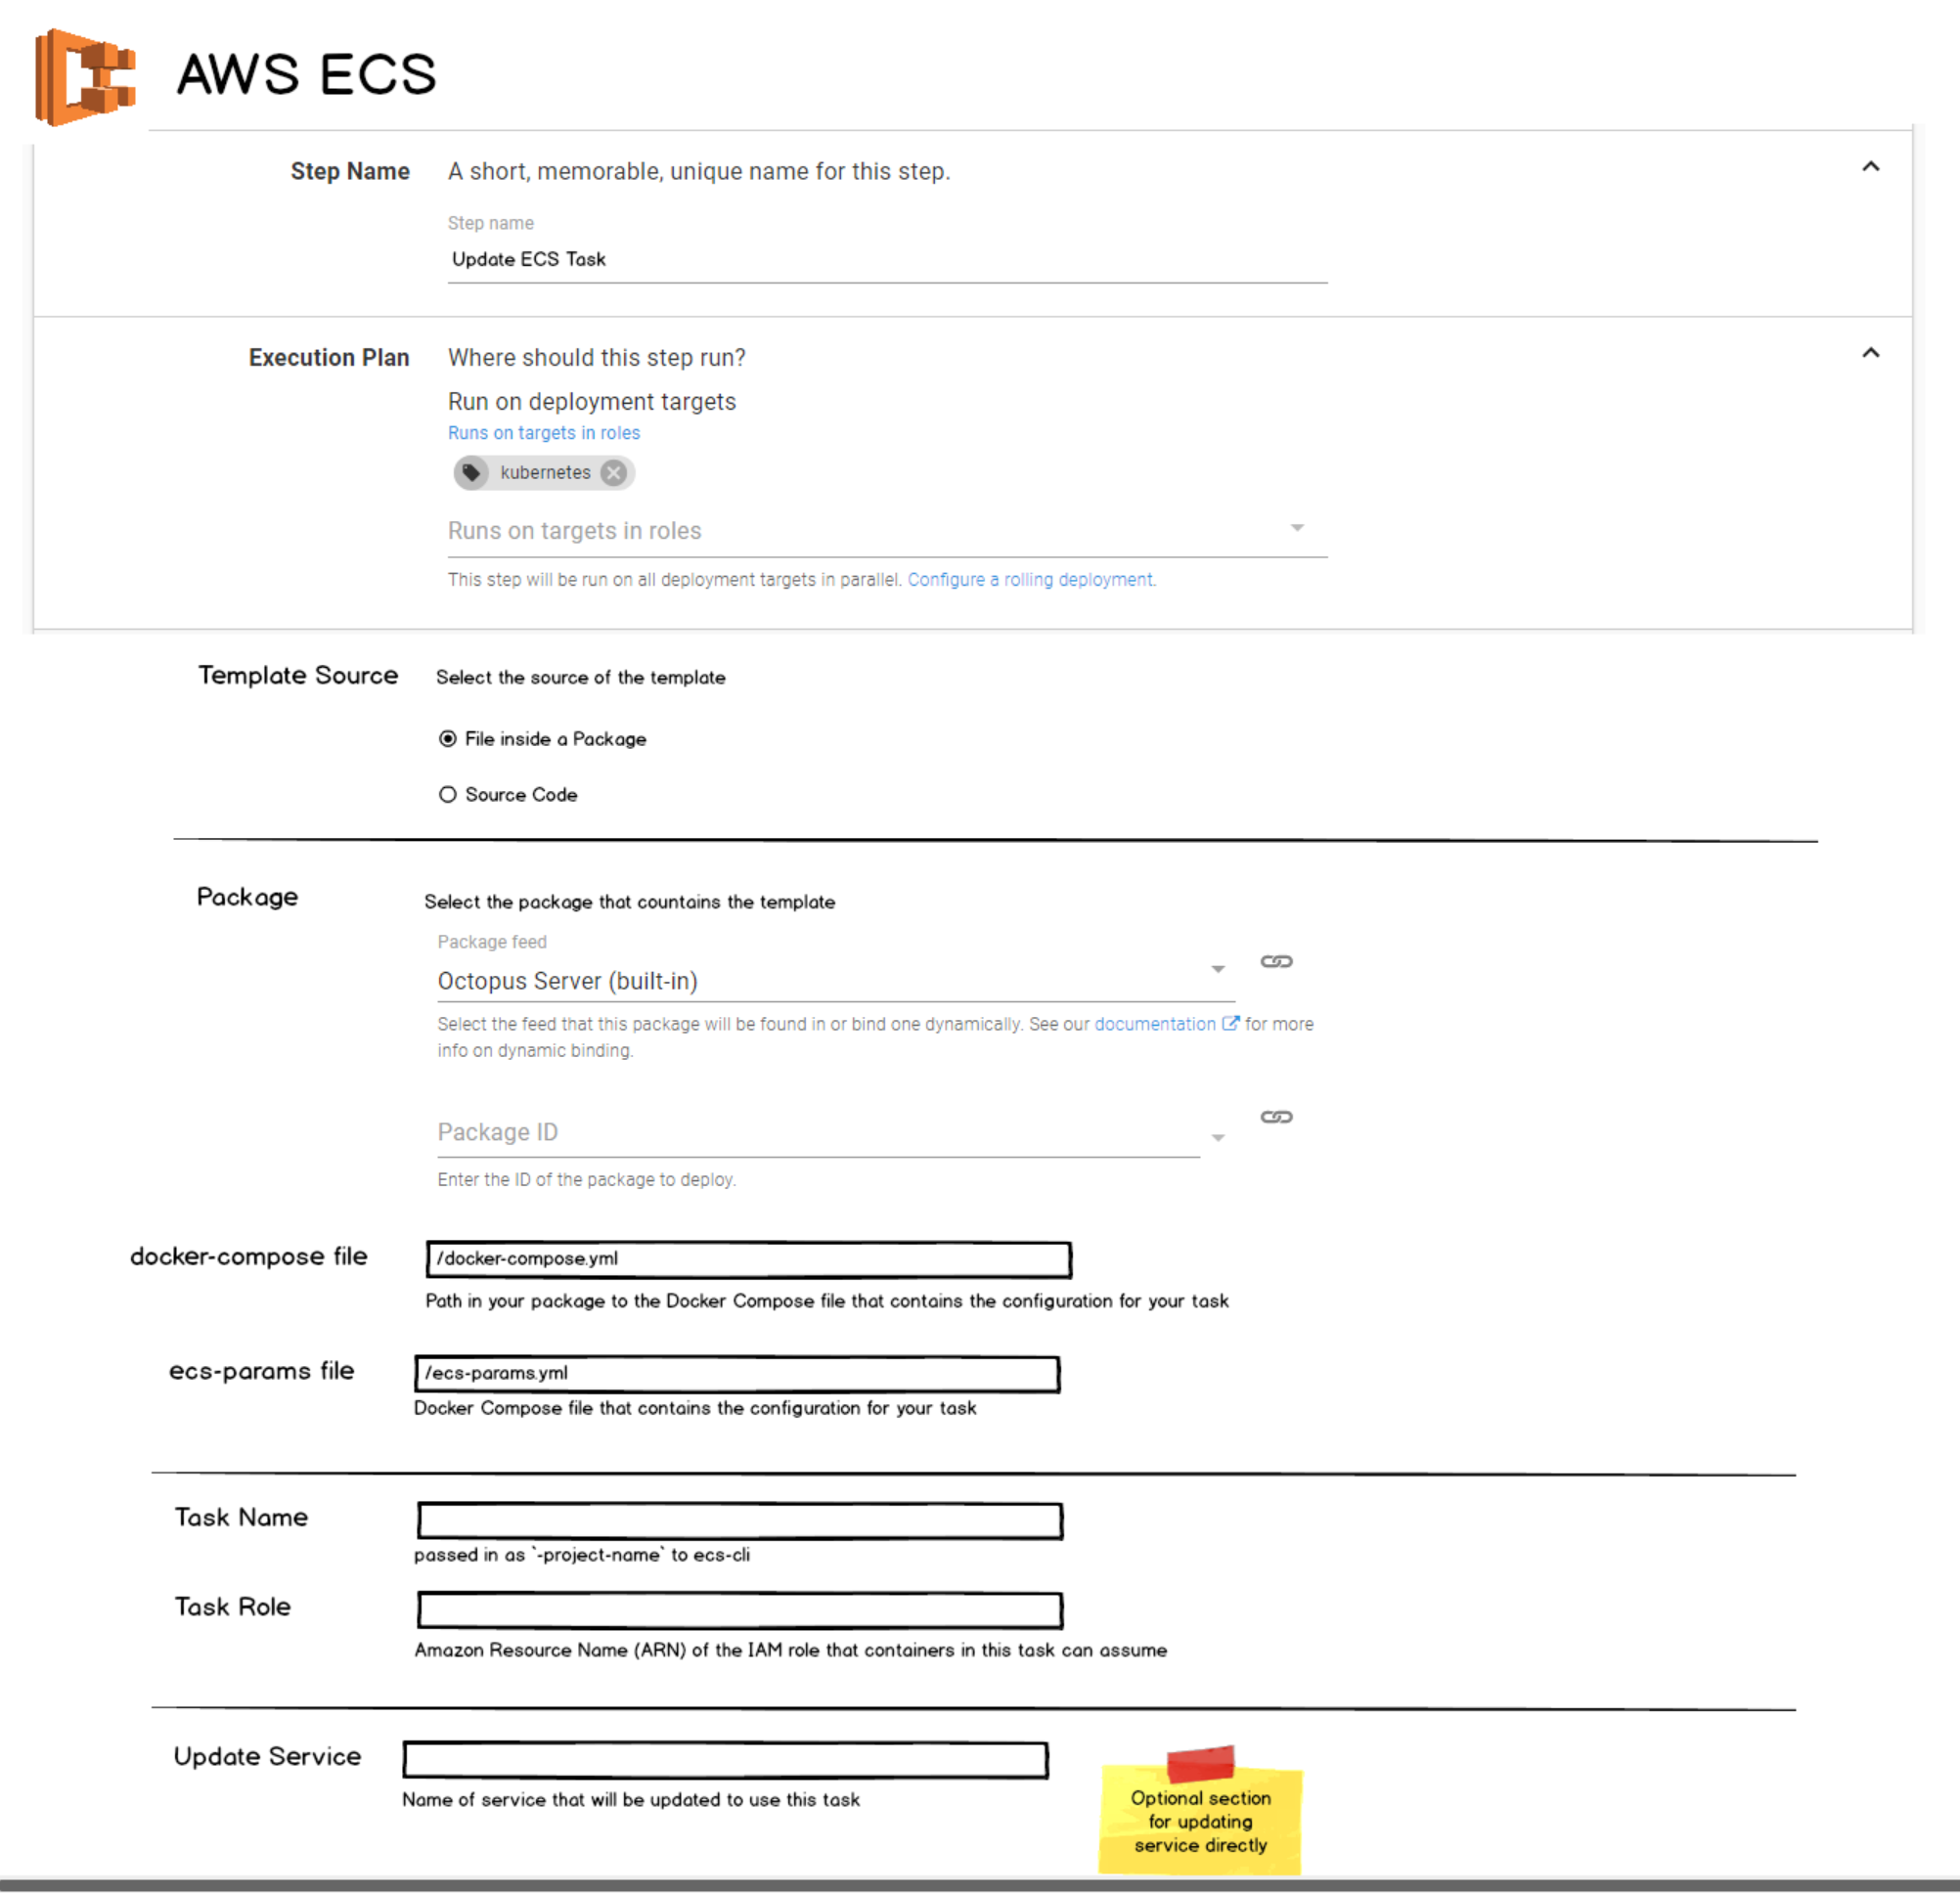 AWS ECS
Step Name
A short, memorable, unique name for this step.
Step name
Update ECS Task
Execution Plan
Where should this step run?
Run on deployment targets
Runs on targets in roles
kubernetes
Runs on targets in roles
This step will be run on all deployment targets in parallel. Configure a rolling deployment.
Template Source
Select the source of the template
File inside a Package
Source Code
Package
Select the package that countains the template
Package feed
Octopus Server (built-in)
Select the feed that this package will be found in or bind one dynamically. See our documentation for more
info on dynamic binding.
Package ID
Enter the ID of the package to deploy.
docker-compose file
/docker-compose.yml
Path in your package to the Docker Compose file that contains the configuration for your task
ecs-params file
/ecs-params.yml
Docker Compose file that contains the configuration for your task
Task Name
passed in as `-project-name` to ecs-cli
Task Role
Amazon Resource Name (ARN) of the IAM role that containers in this task can assume
Update Service
Name of service that will be updated to use this task
Optional section
for updating
service directly